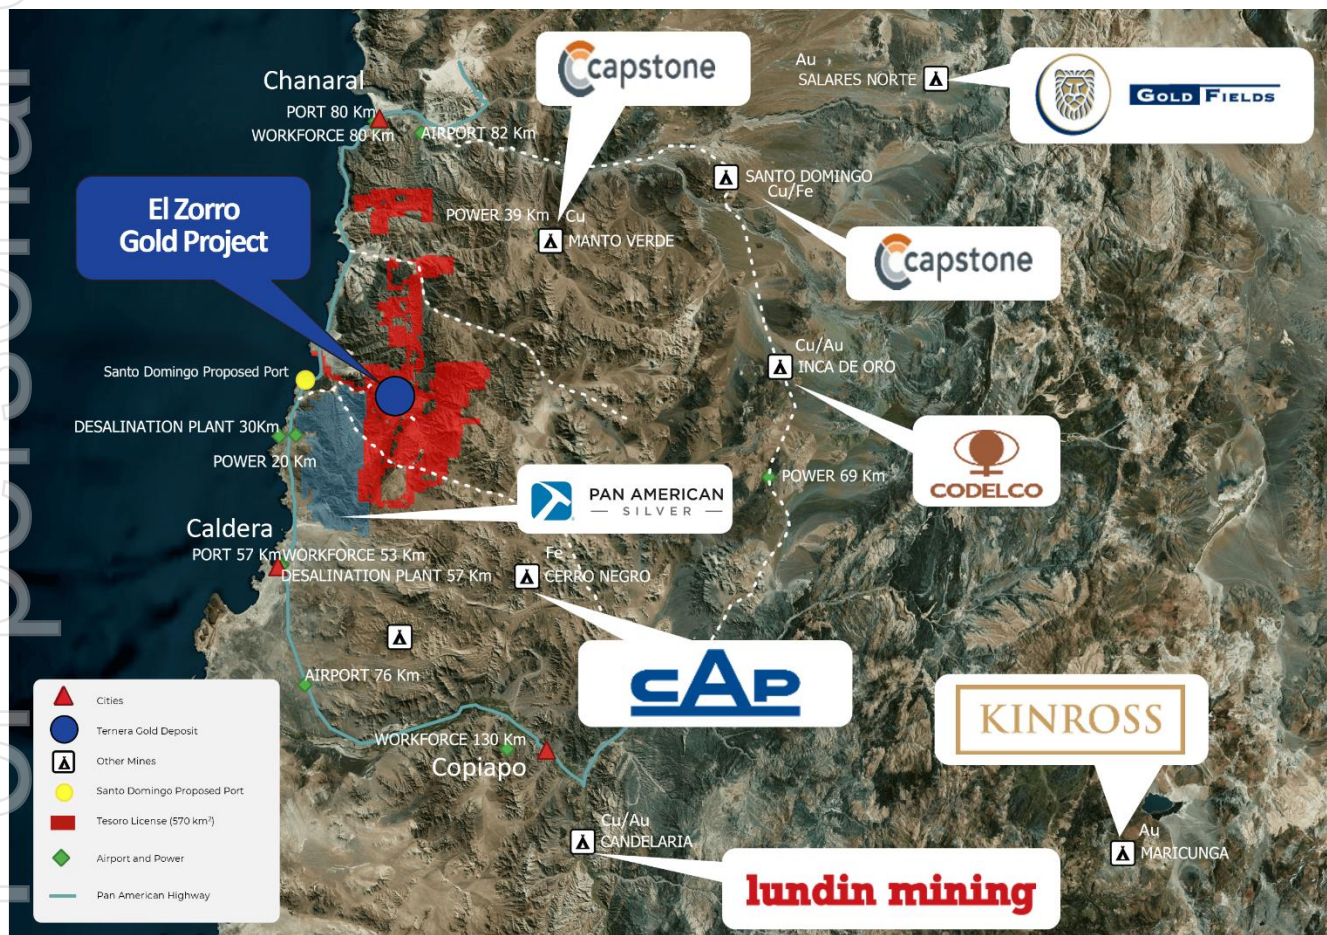 capstone
Au
SALARES NORTE
GOLD FIELDS
Chanaral
PORT 80 Km
WORKFORCE 80 Km
AIRPORT 82 Km
SANTO DOMINGO
Cu/Fe
El Zorro
Gold Project
POWER 39 Km
Cu
MANTO VERDE
capstone
Santo Domingo Proposed Port
Cu/Au
INCA DE ORO
DESALINATION PLANT 30Km
POWER 20 Km
POWER 69 Km
CODELCO
PAN AMERICAN
— SILVER —
Caldera
PORT 57 Km
WORKFORCE 53 Km
DESALINATION PLANT 57 Km
Fe
CERRO NEGRO
CAP
AIRPORT 76 Km
KINROSS
WORKFORCE 130 Km
Copiapo
Cu/Au
CANDELARIA
Au
MARICUNGA
lundin mining
Cities
Ternera Gold Deposit
Other Mines
Santo Domingo Proposed Port
Tesoro License (570 km²)
Airport and Power
Pan American Highway